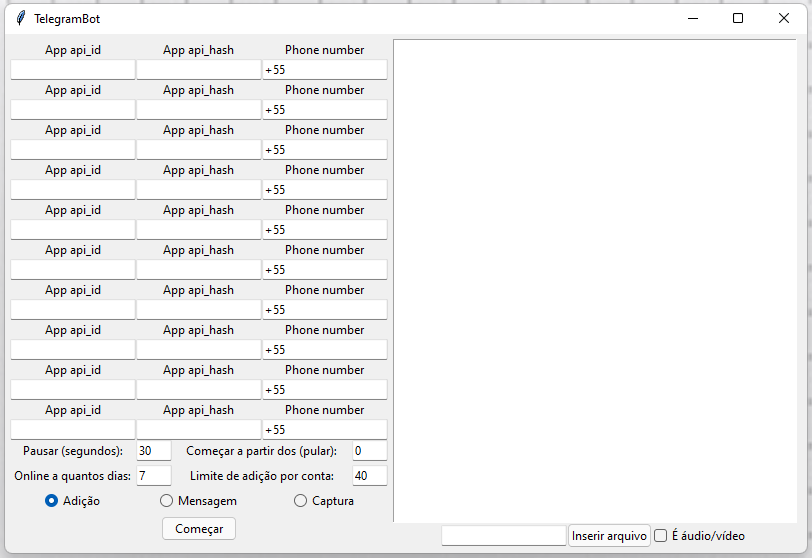 TelegramBot
App api_id App api_hash Phone number
+55
App api_id App api_hash Phone number
+55
App api_id App api_hash Phone number
+55
App api_id App api_hash Phone number
+55
App api_id App api_hash Phone number
+55
App api_id App api_hash Phone number
+55
App api_id App api_hash Phone number
+55
App api_id App api_hash Phone number
+55
App api_id App api_hash Phone number
+55
App api_id App api_hash Phone number
+55
Pausar (segundos): 30 Começar a partir dos (pular): 0
Online a quantos dias: 7 Limite de adição por conta: 40
Adição Mensagem Captura
Começar
Inserir arquivo É áudio/vídeo